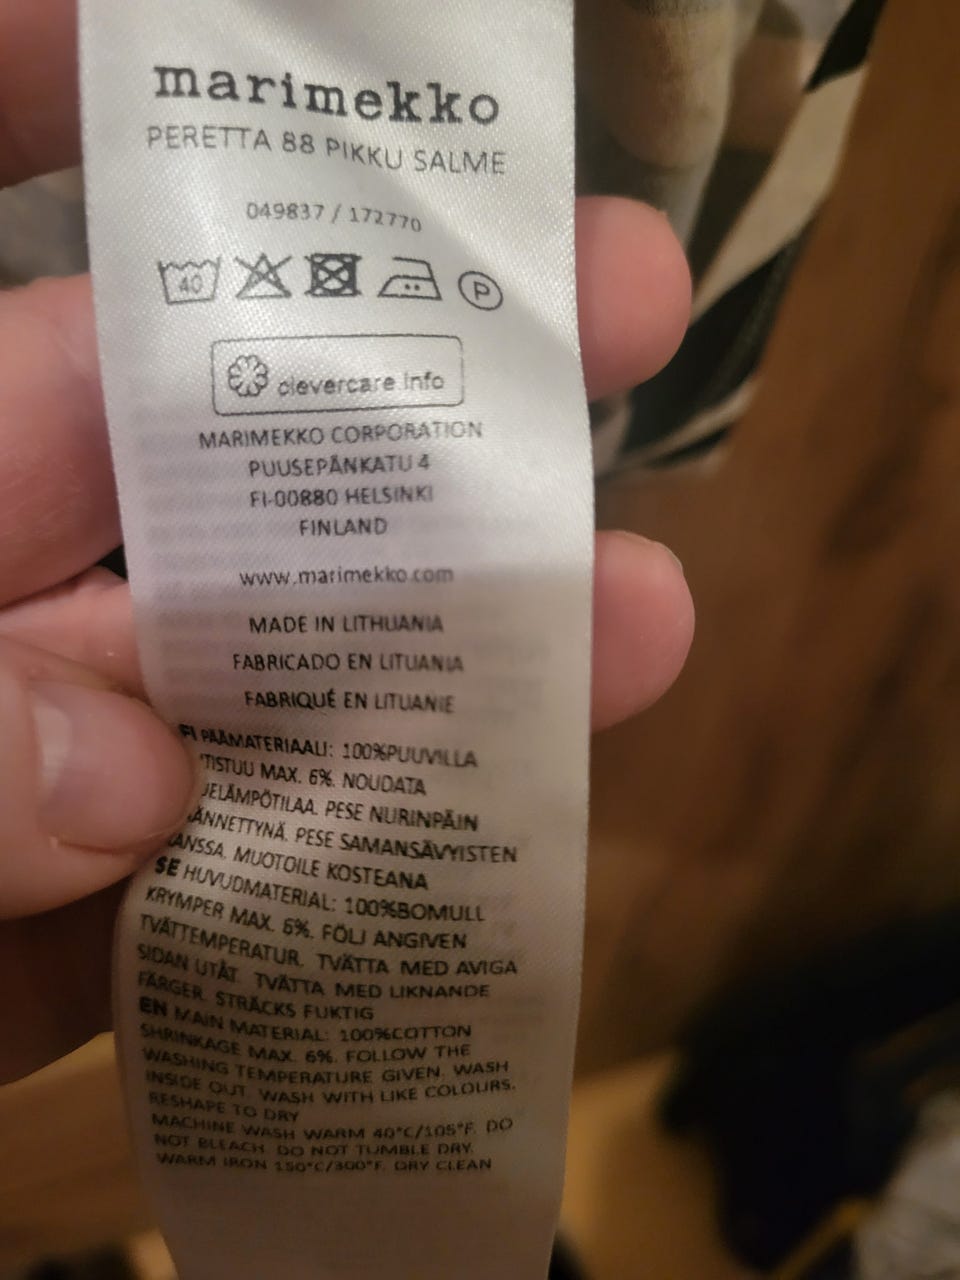 marimekko
PERETTA 88 PIKKU SALME
049837 / 172770
40
P
clevercare.info
MARIMEKKO CORPORATION
PUUSEPÄNKATU 4
FI-00880 HELSINKI
FINLAND
www.marimekko.com
MADE IN LITHUANIA
FABRICADO EN LITUANIA
FABRIQUÉ EN LITUANIE
FI PÄÄMATERIAALI: 100%PUUVILLA
MAX. 6%. NOUDATA
PESE NURINPÄIN
PESE SAMANSÄVYISTEN
MUOTOILE KOSTEANA
SE HUVUDMATERIAL: 100%BOMULL
KRYMPER MAX. 6%. FÖLJ ANGIVEN
TVÄTTEMPERATUR. TVÄTTA MED AVIGA
SIDAN UTÅT. TVÄTTA MED LIKNANDE
FÄRGER. STRÄCKS FUKTIG
EN MAIN MATERIAL: 100%COTTON
SHRINKAGE MAX. 6%. FOLLOW THE
WASHING TEMPERATURE GIVEN. WASH
INSIDE OUT. WASH WITH LIKE COLOURS.
RESHAPE TO DRY
MACHINE WASH WARM 40°C/105°F. DO
NOT BLEACH. DO NOT TUMBLE DRY.
WARM IRON 150°C/300°F. DRY CLEAN